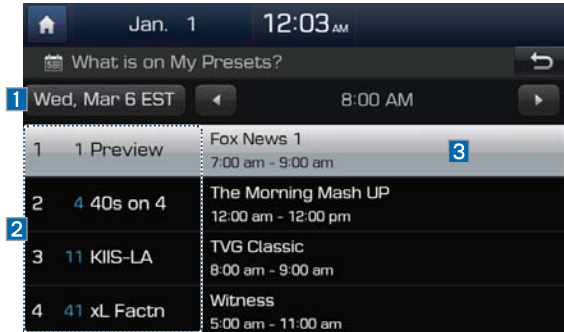 Jan. 1 12:03 AM
What is on My Presets?
1 Wed, Mar 6 EST 8:00 AM
1 1 Preview Fox News 1
7:00 am - 9:00 am 3
2 4 40s on 4 The Morning Mash UP
12:00 am - 12:00 pm
2
3 11 KIIS-LA TVG Classic
8:00 am - 9:00 am
4 41 xL Factn Witness
5:00 am - 11:00 am